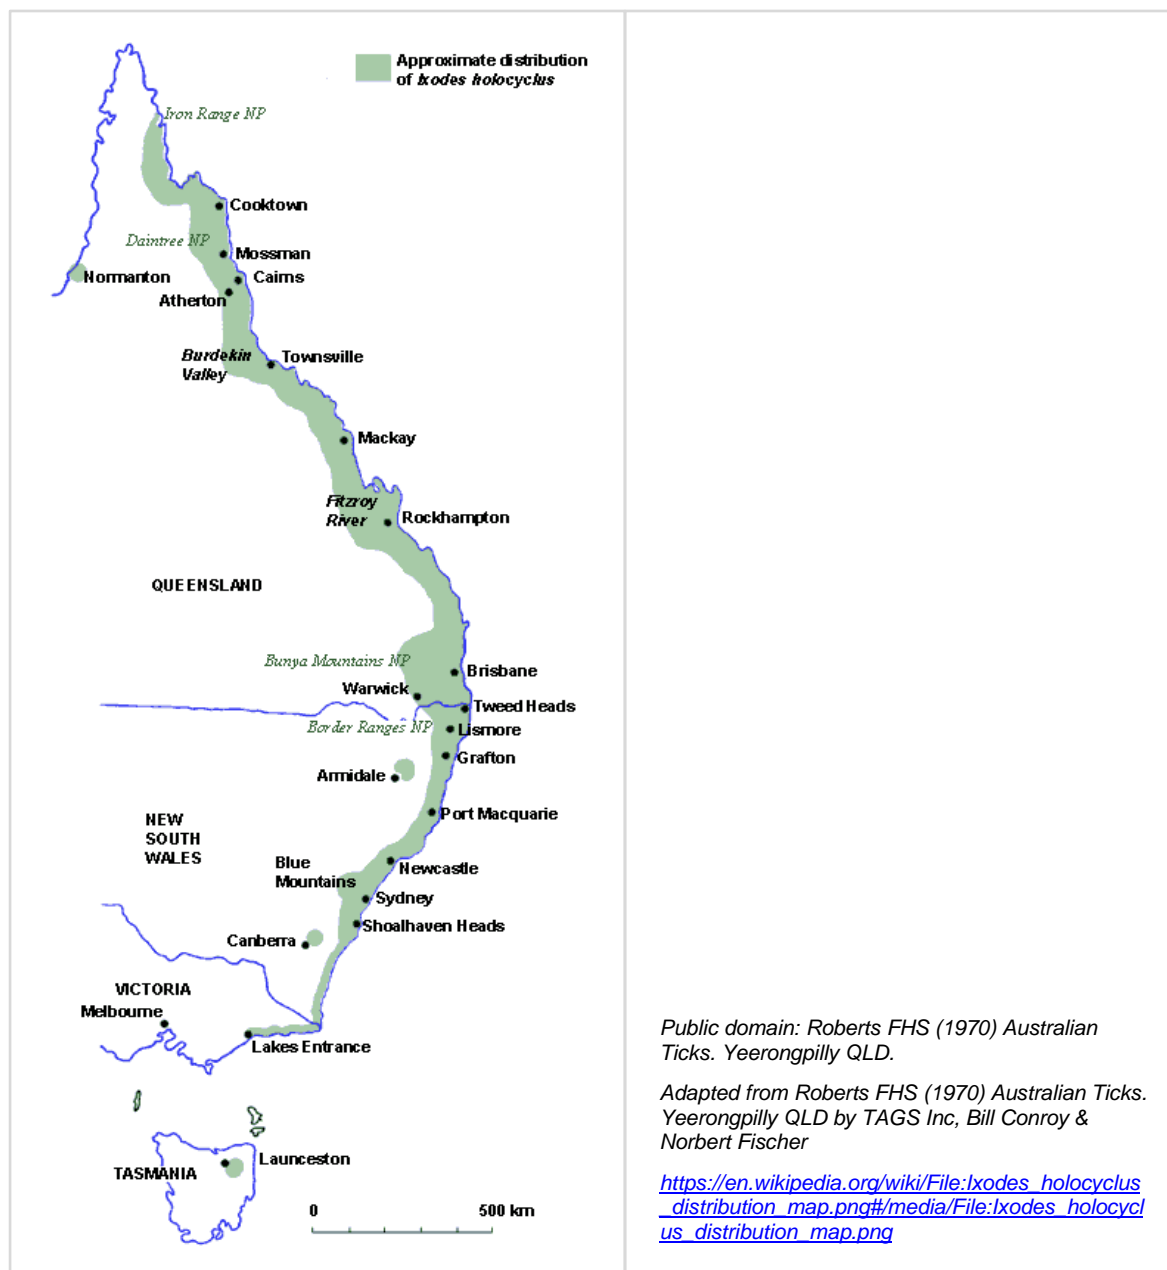 Approximate distribution
of Ixodes holocyclus
Iron Range NP
Cooktown
Daintree NP
Mossman
Normanton
Cairns
Atherton
Burdekin
Valley
Townsville
Mackay
Fitzroy
River
Rockhampton
QUEENSLAND
Bunya Mountains NP
Brisbane
Warwick
Tweed Heads
Border Ranges NP
Lismore
Grafton
Armidale
Port Macquarie
NEW
SOUTH
WALES
Blue
Mountains
Newcastle
Sydney
Shoalhaven Heads
Canberra
VICTORIA
Melbourne
Lakes Entrance
Launceston
TASMANIA
0 500 km
Public domain: Roberts FHS (1970) Australian
Ticks. Yeerongpilly QLD.
Adapted from Roberts FHS (1970) Australian Ticks.
Yeerongpilly QLD by TAGS Inc, Bill Conroy &
Norbert Fischer
https://en.wikipedia.org/wiki/File:Ixodes_holocyclus
_distribution_map.png#/media/File:Ixodes_holocycl
us_distribution_map.png